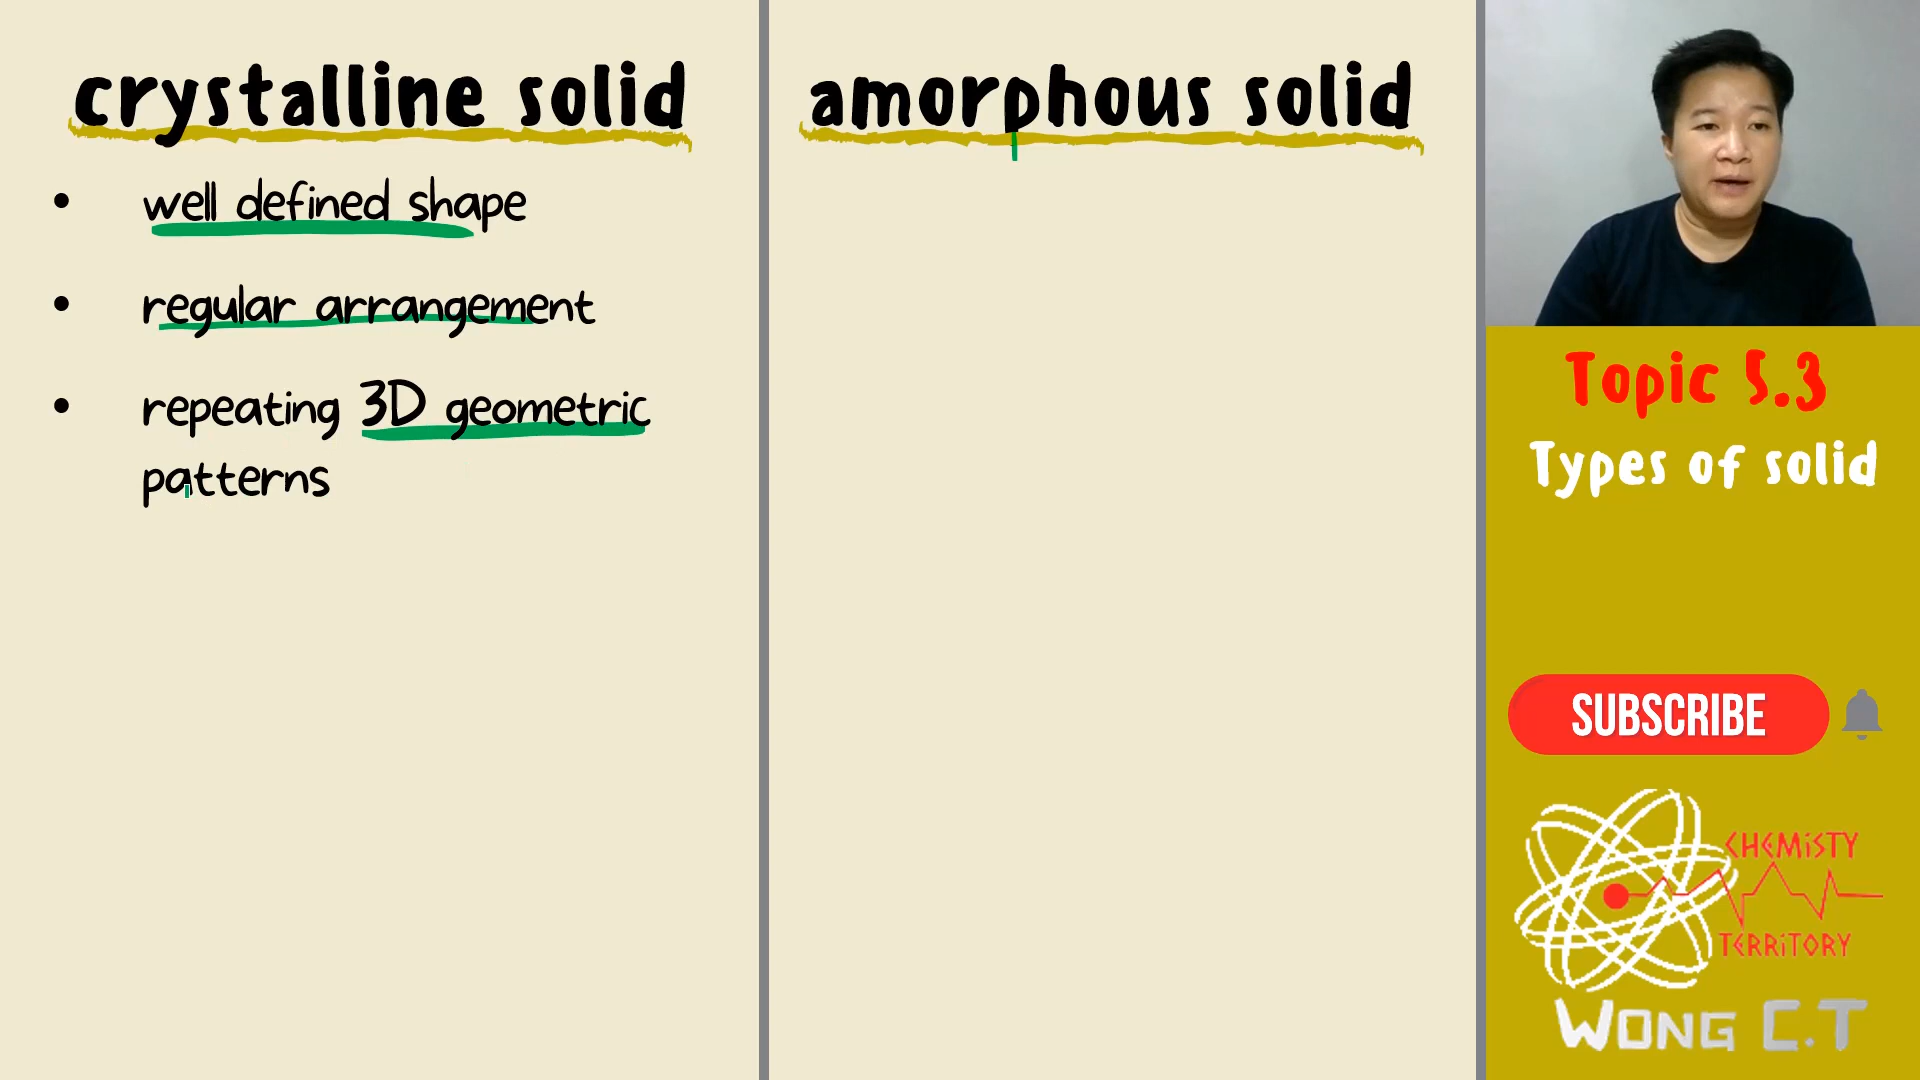 crystalline solid
• well defined shape
• regular arrangement
• repeating 3D geometric
patterns
amorphous solid
Topic 5.3
Types of solid
SUBSCRIBE
CHEMiSTY
TERRiTORY
WONG C.T